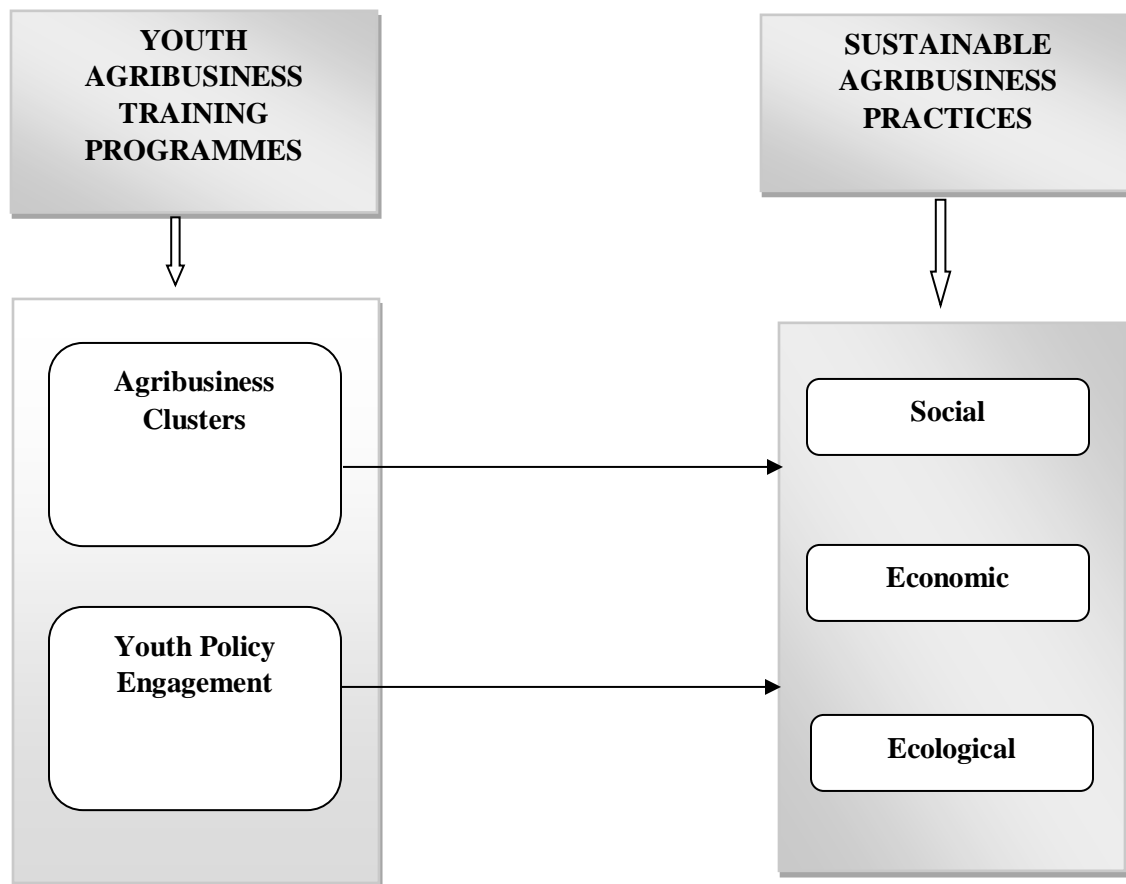 YOUTH
AGRIBUSINESS
TRAINING
PROGRAMMES
SUSTAINABLE
AGRIBUSINESS
PRACTICES
Agribusiness
Clusters
Social
Economic
Youth Policy
Engagement
Ecological